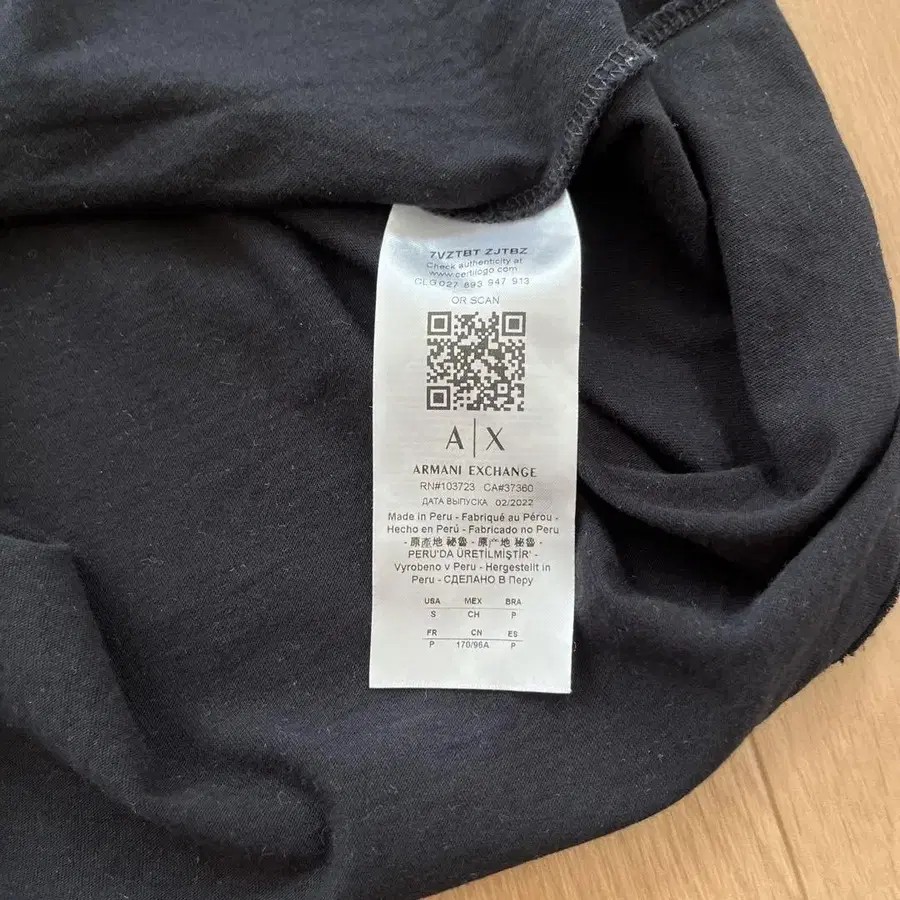 7VZTBT ZJTBZ
Check authenticity at
www.certilogo.com
CLG027 893 947 913
OR SCAN
A|X
ARMANI EXCHANGE
RN#103723 CA#37360
ДАТА ВЫПУСКА 02/2022
Made in Peru - Fabriqué au Pérou -
Hecho en Perú - Fabricado no Peru
- 原產地 秘魯 - 原产地 秘鲁 -
PERU'DA ÜRETİLMİŞTİR' -
Vyrobeno v Peru - Hergestellt in
Peru - СДЕЛАНО В Перу
USA MEX BRA
S CH P
FR CN ES
P 170/96A P